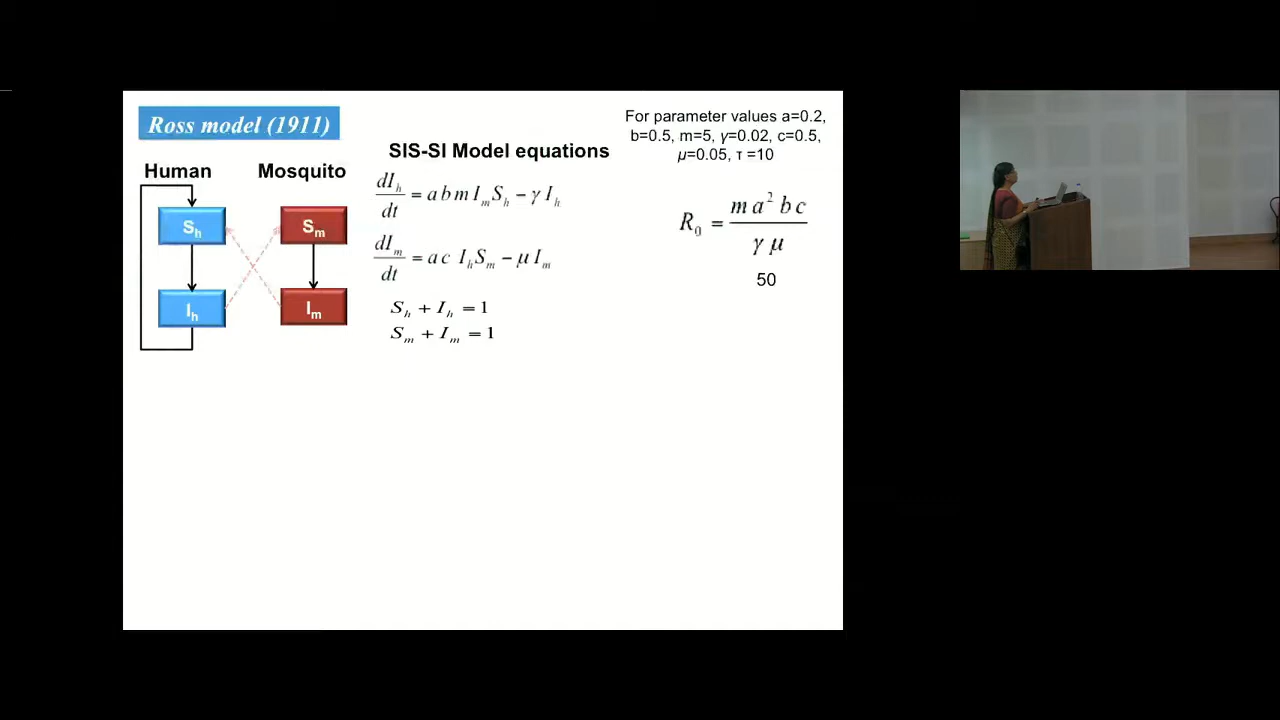 Ross model (1911)
For parameter values a=0.2,
b=0.5, m=5, γ=0.02, c=0.5,
μ=0.05, τ =10
SIS-SI Model equations
Human Mosquito
dI_h/dt = a b m I_m S_h − γ I_h
S_h S_m
R_0 = m a² b c / γ μ
dI_m/dt = a c I_h S_m − μ I_m
50
I_h I_m
S_h + I_h = 1
S_m + I_m = 1